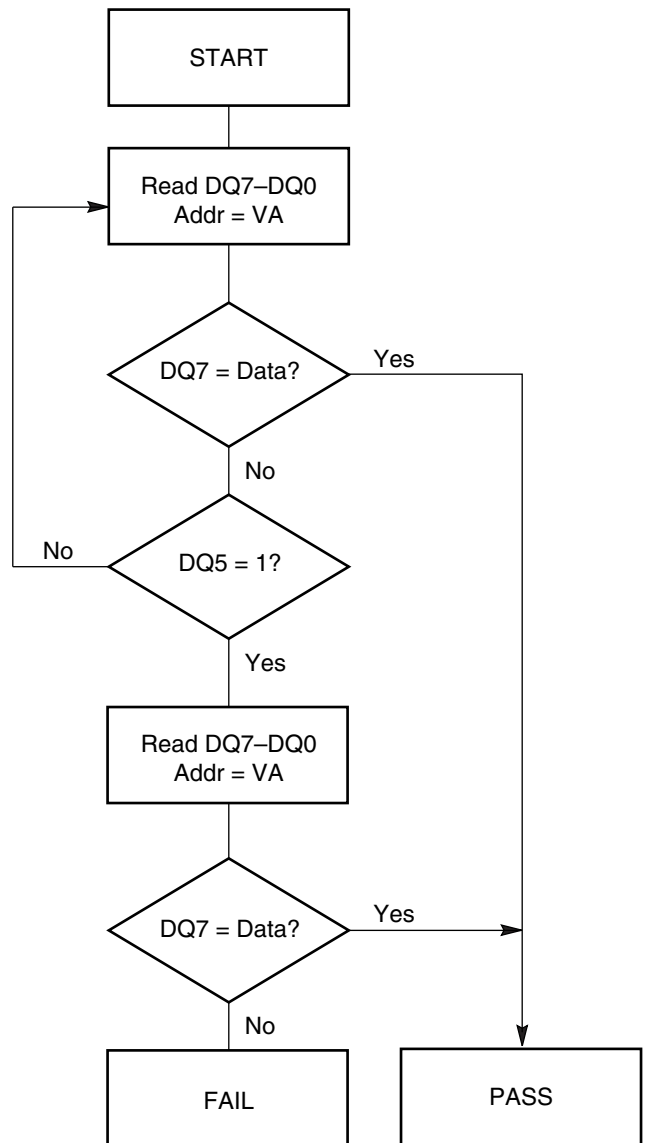 START
Read DQ7–DQ0
Addr = VA
DQ7 = Data?
Yes
No
No
DQ5 = 1?
Yes
Read DQ7–DQ0
Addr = VA
DQ7 = Data?
Yes
No
FAIL
PASS